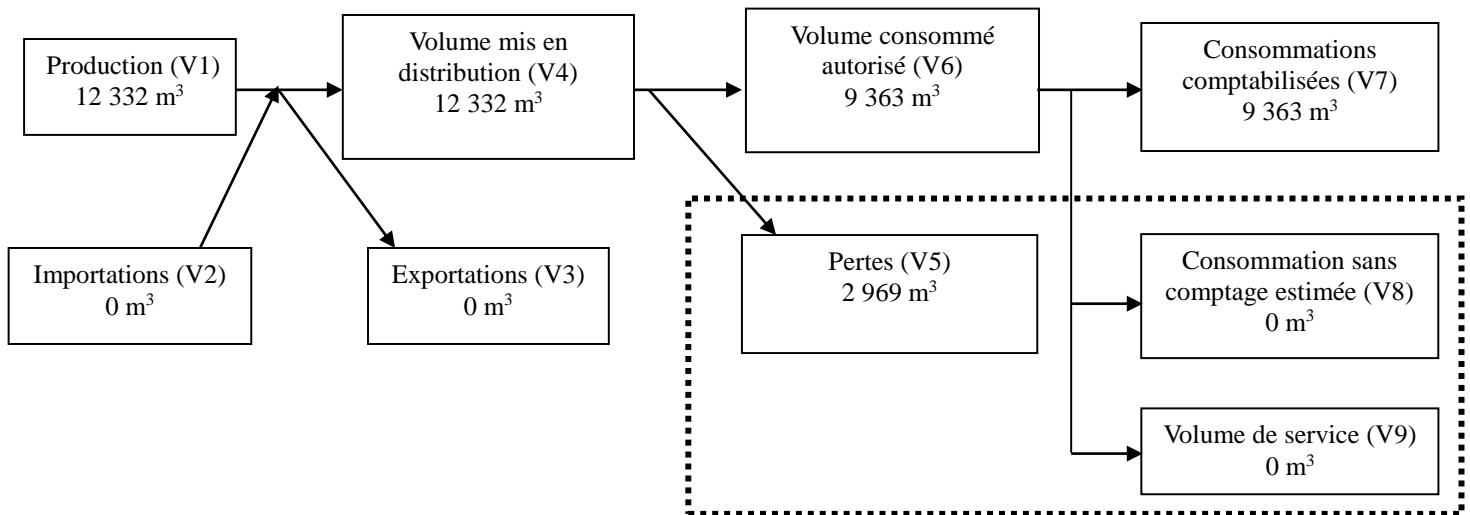 Production (V1)
12 332 m³
Volume mis en
distribution (V4)
12 332 m³
Volume consommé
autorisé (V6)
9 363 m³
Consommations
comptabilisées (V7)
9 363 m³
Importations (V2)
0 m³
Exportations (V3)
0 m³
Pertes (V5)
2 969 m³
Consommation sans
comptage estimée (V8)
0 m³
Volume de service (V9)
0 m³